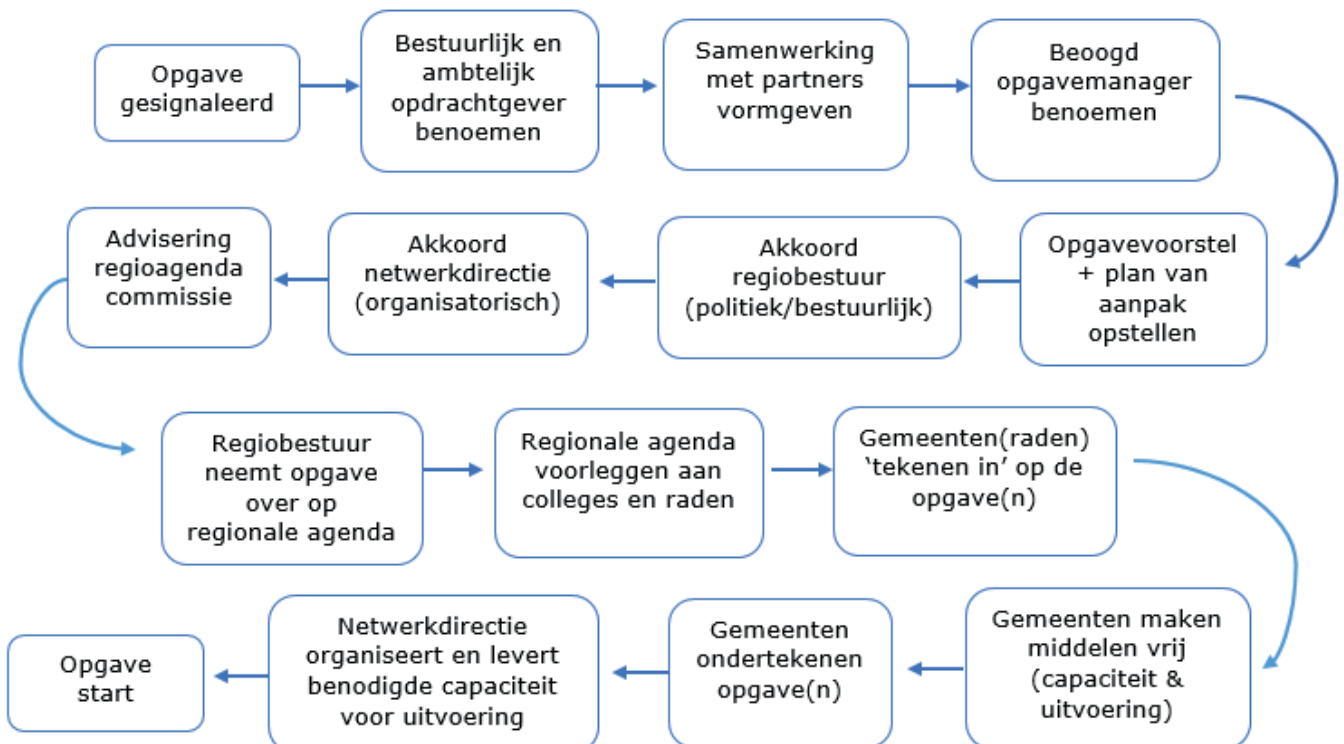 Opgave
gesignaleerd
Bestuurlijk en
ambtelijk
opdrachtgever
benoemen
Samenwerking
met partners
vormgeven
Beoogd
opgavemanager
benoemen
Opgavevoorstel
+ plan van
aanpak
opstellen
Akkoord
regiobestuur
(politiek/bestuurlijk)
Akkoord
netwerkdirectie
(organisatorisch)
Advisering
regioagenda
commissie
Regiobestuur
neemt opgave
over op
regionale agenda
Regionale agenda
voorleggen aan
colleges en raden
Gemeenten(raden)
‘tekenen in’ op de
opgave(n)
Gemeenten maken
middelen vrij
(capaciteit &
uitvoering)
Gemeenten
ondertekenen
opgave(n)
Netwerkdirectie
organiseert en levert
benodigde capaciteit
voor uitvoering
Opgave
start